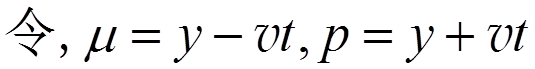 令, μ = y − vt, p = y + vt